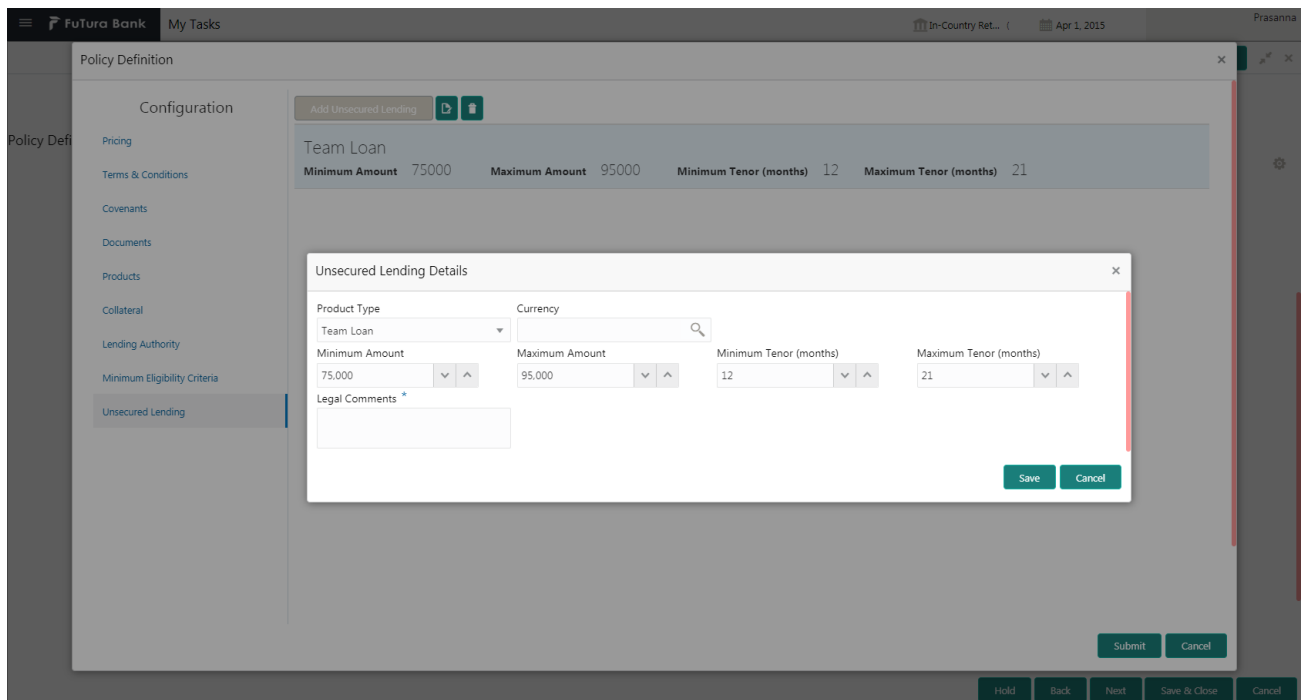 FuTura Bank My Tasks In-Country Ret... ( Apr 1, 2015 Prasanna
Policy Definition
Policy Defi
Configuration
Pricing
Terms & Conditions
Covenants
Documents
Products
Collateral
Lending Authority
Minimum Eligibility Criteria
Unsecured Lending
Add Unsecured Lending
Team Loan
Minimum Amount 75000 Maximum Amount 95000 Minimum Tenor (months) 12 Maximum Tenor (months) 21
Unsecured Lending Details
Product Type Currency
Team Loan
Minimum Amount Maximum Amount Minimum Tenor (months) Maximum Tenor (months)
75,000 95,000 12 21
Legal Comments *
Save Cancel
Submit Cancel
Hold Back Next Save & Close Cancel